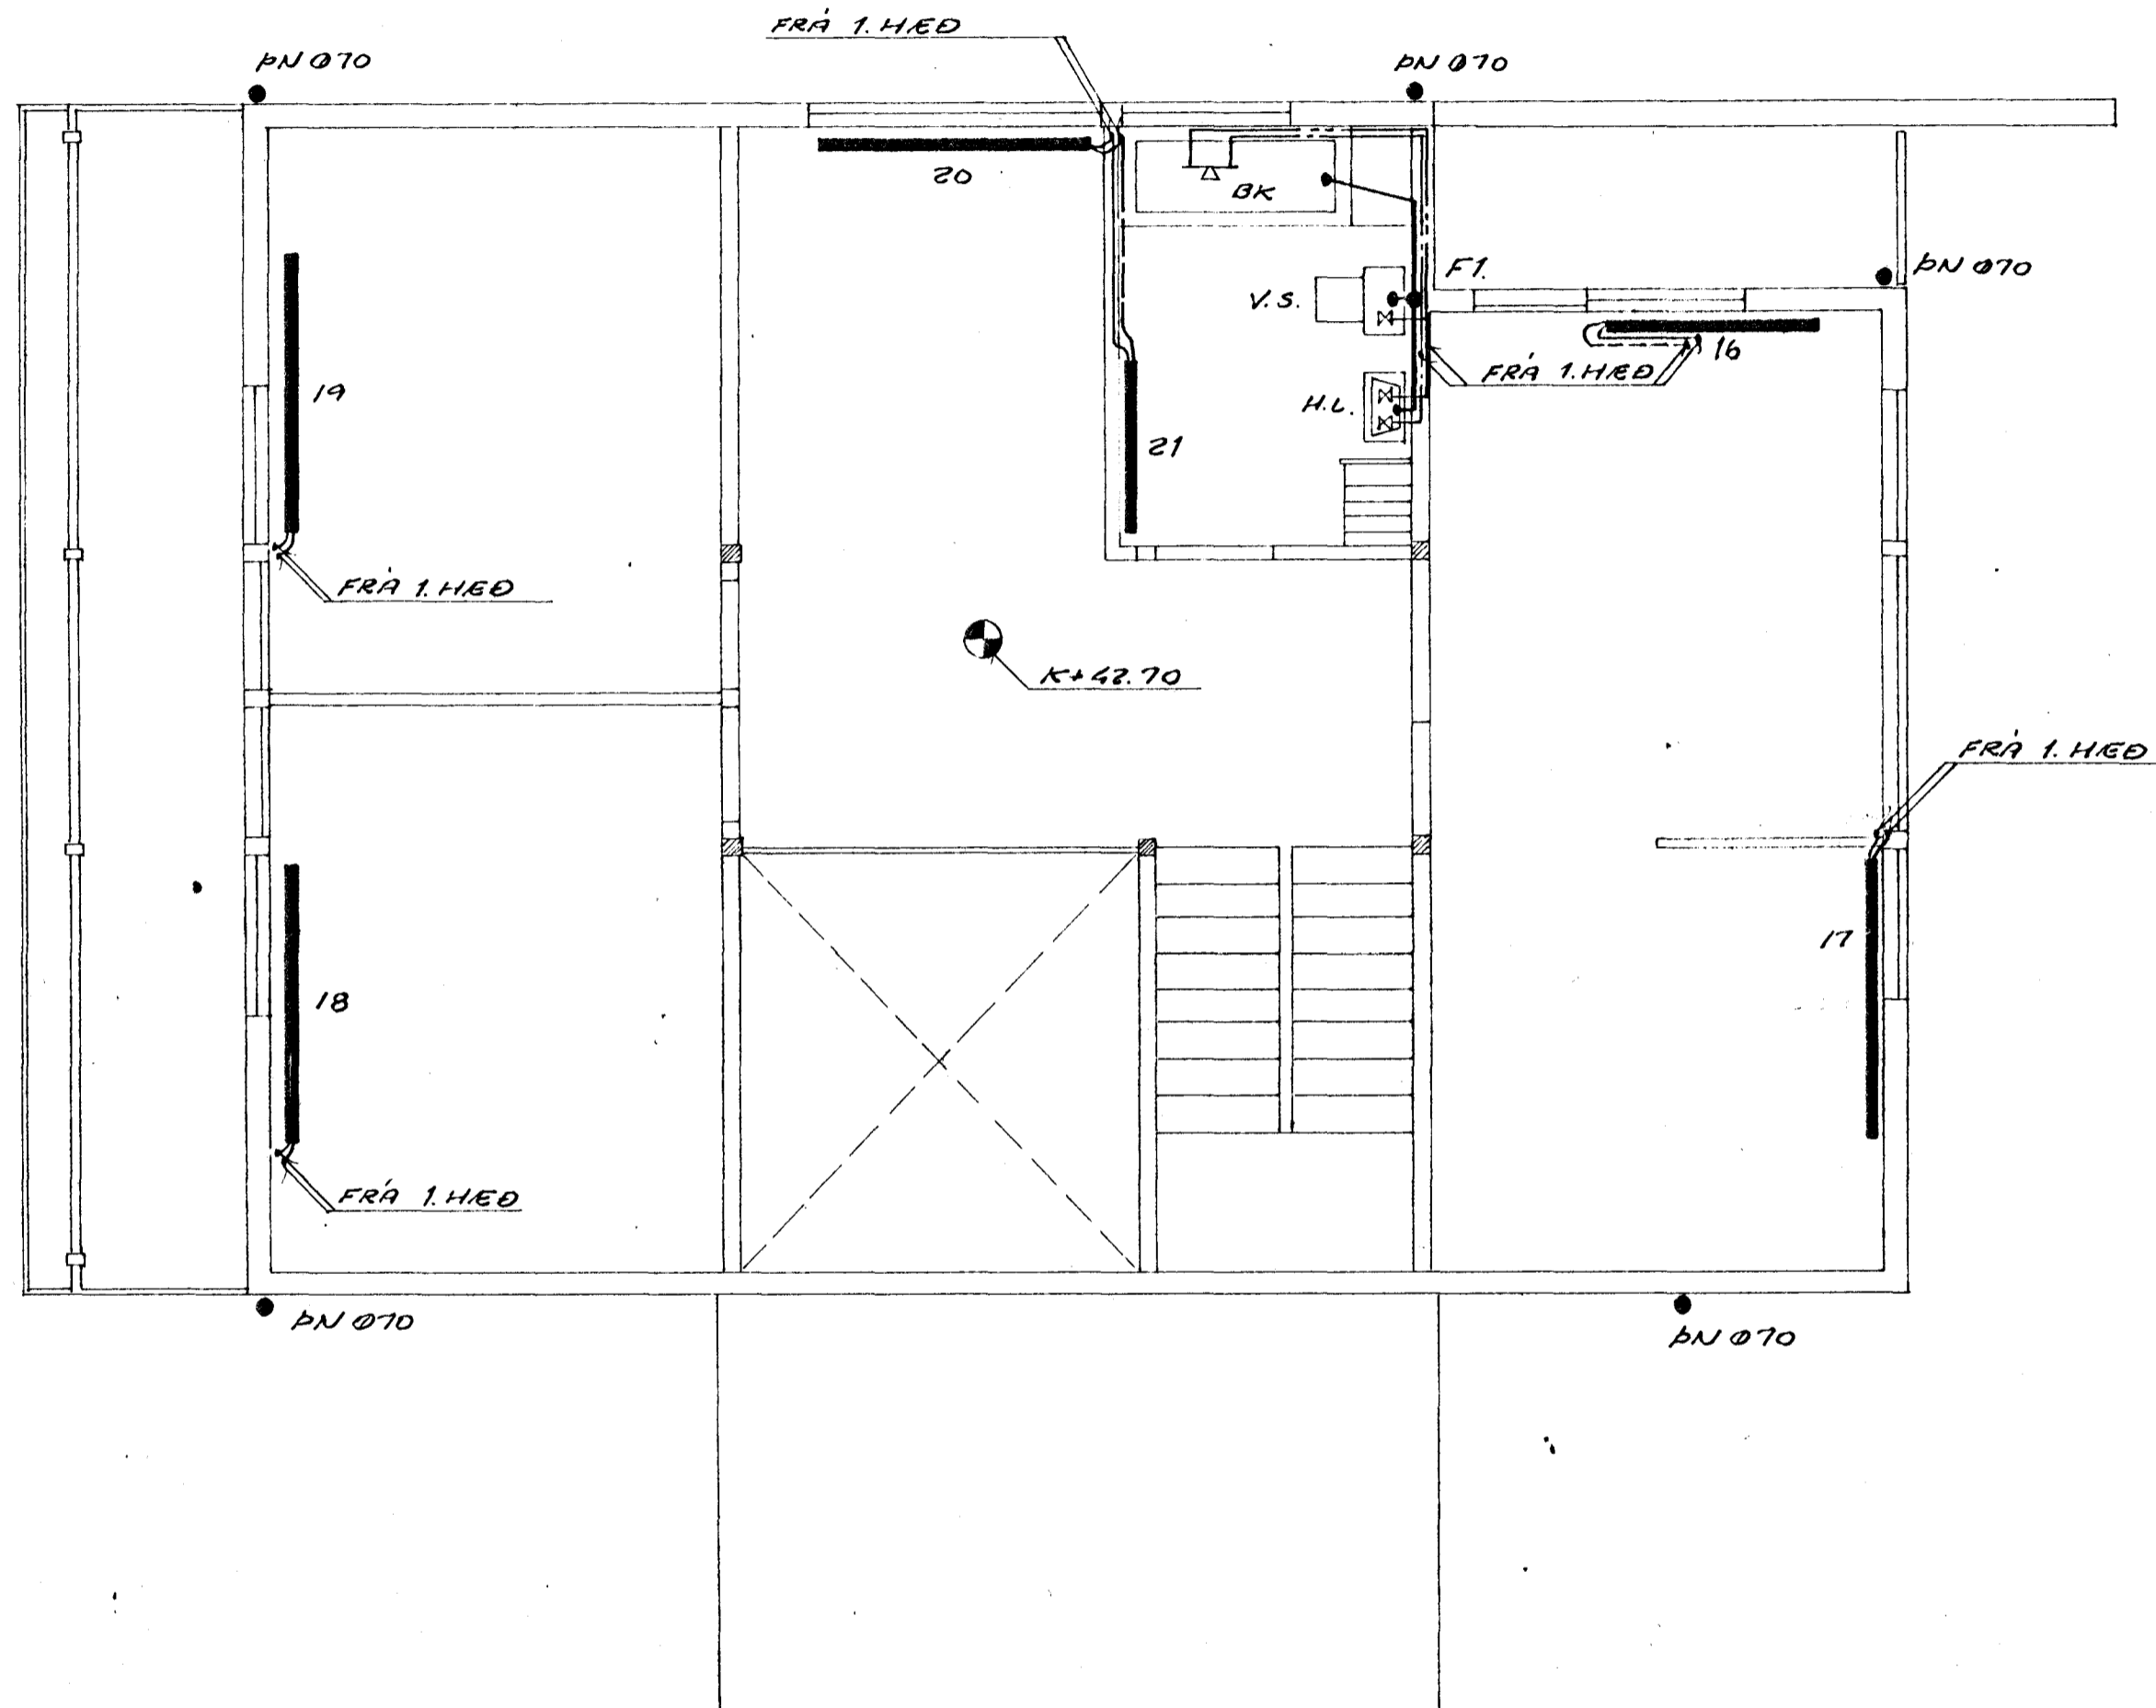 FRÁ 1. HÆÐ
ÞN Ø70
ÞN Ø70
20
BK
F1.
ÞN Ø70
V.S.
16
FRÁ 1. HÆÐ
19
H.L.
21
FRÁ 1. HÆÐ
K+42.70
FRÁ 1. HÆÐ
17
18
FRÁ 1. HÆÐ
ÞN Ø70
ÞN Ø70